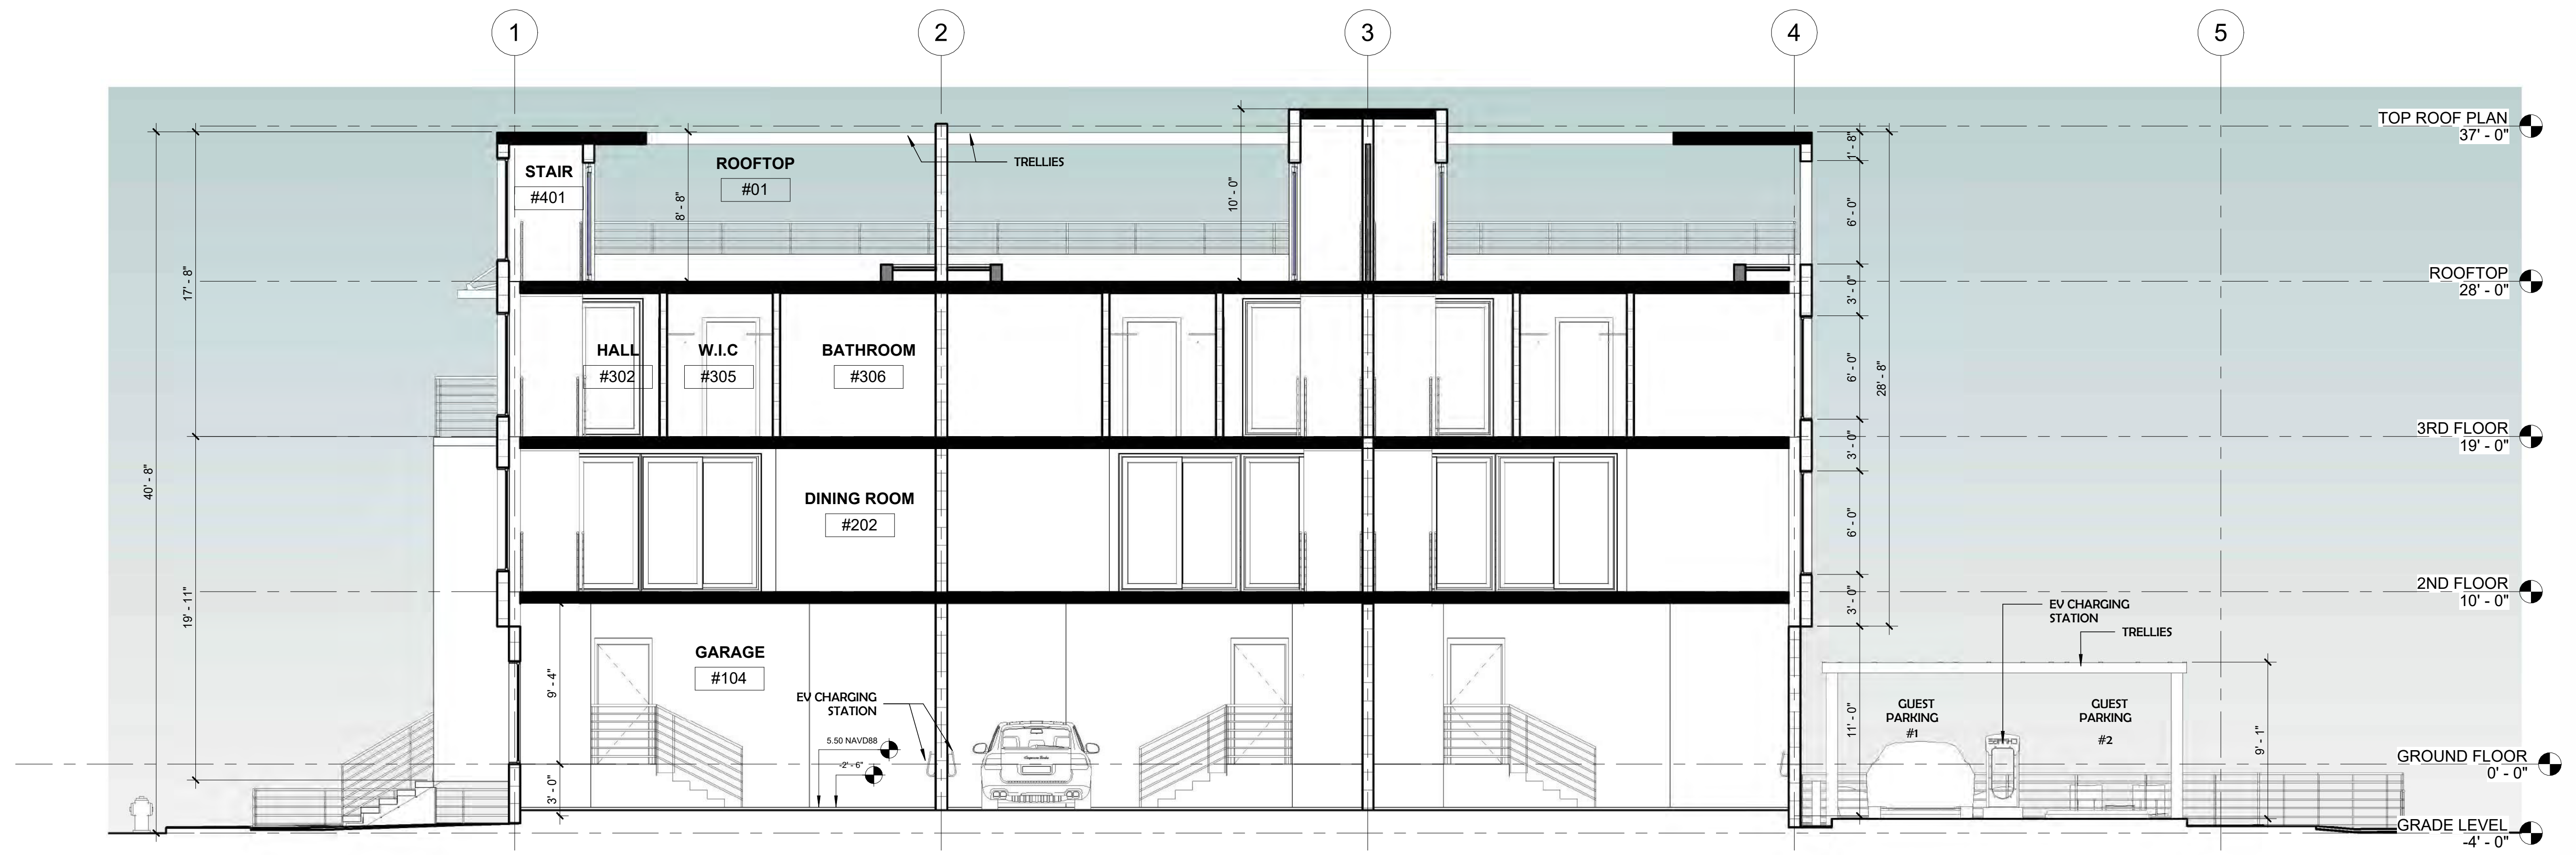 1
2
3
4
5
TOP ROOF PLAN
37' - 0"
1' - 8"
TRELLIES
ROOFTOP
#01
STAIR
#401
8' - 8"
10' - 0"
6' - 0"
17' - 8"
ROOFTOP
28' - 0"
3' - 0"
HALL
#302
W.I.C
#305
BATHROOM
#306
6' - 0"
28' - 8"
3RD FLOOR
19' - 0"
3' - 0"
40' - 8"
DINING ROOM
#202
6' - 0"
2ND FLOOR
10' - 0"
3' - 0"
19' - 11"
EV CHARGING
STATION
TRELLIES
GARAGE
#104
9' - 4"
EV CHARGING
STATION
GUEST
PARKING
#1
GUEST
PARKING
#2
11' - 0"
9' - 1"
5.50 NAVD88
-2' - 6"
GROUND FLOOR
0' - 0"
3' - 0"
GRADE LEVEL
-4' - 0"